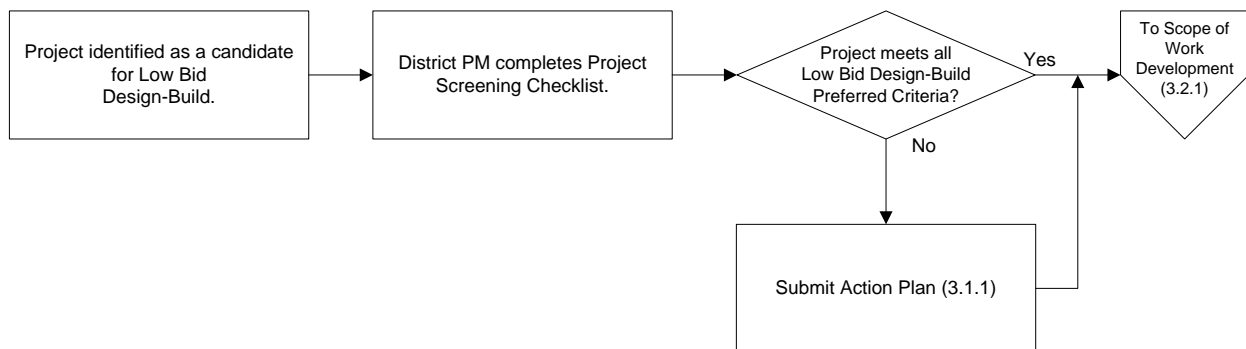 Project identified as a candidate
for Low Bid
Design-Build.
District PM completes Project
Screening Checklist.
Project meets all
Low Bid Design-Build
Preferred Criteria?
Yes
To Scope of
Work
Development
(3.2.1)
No
Submit Action Plan (3.1.1)